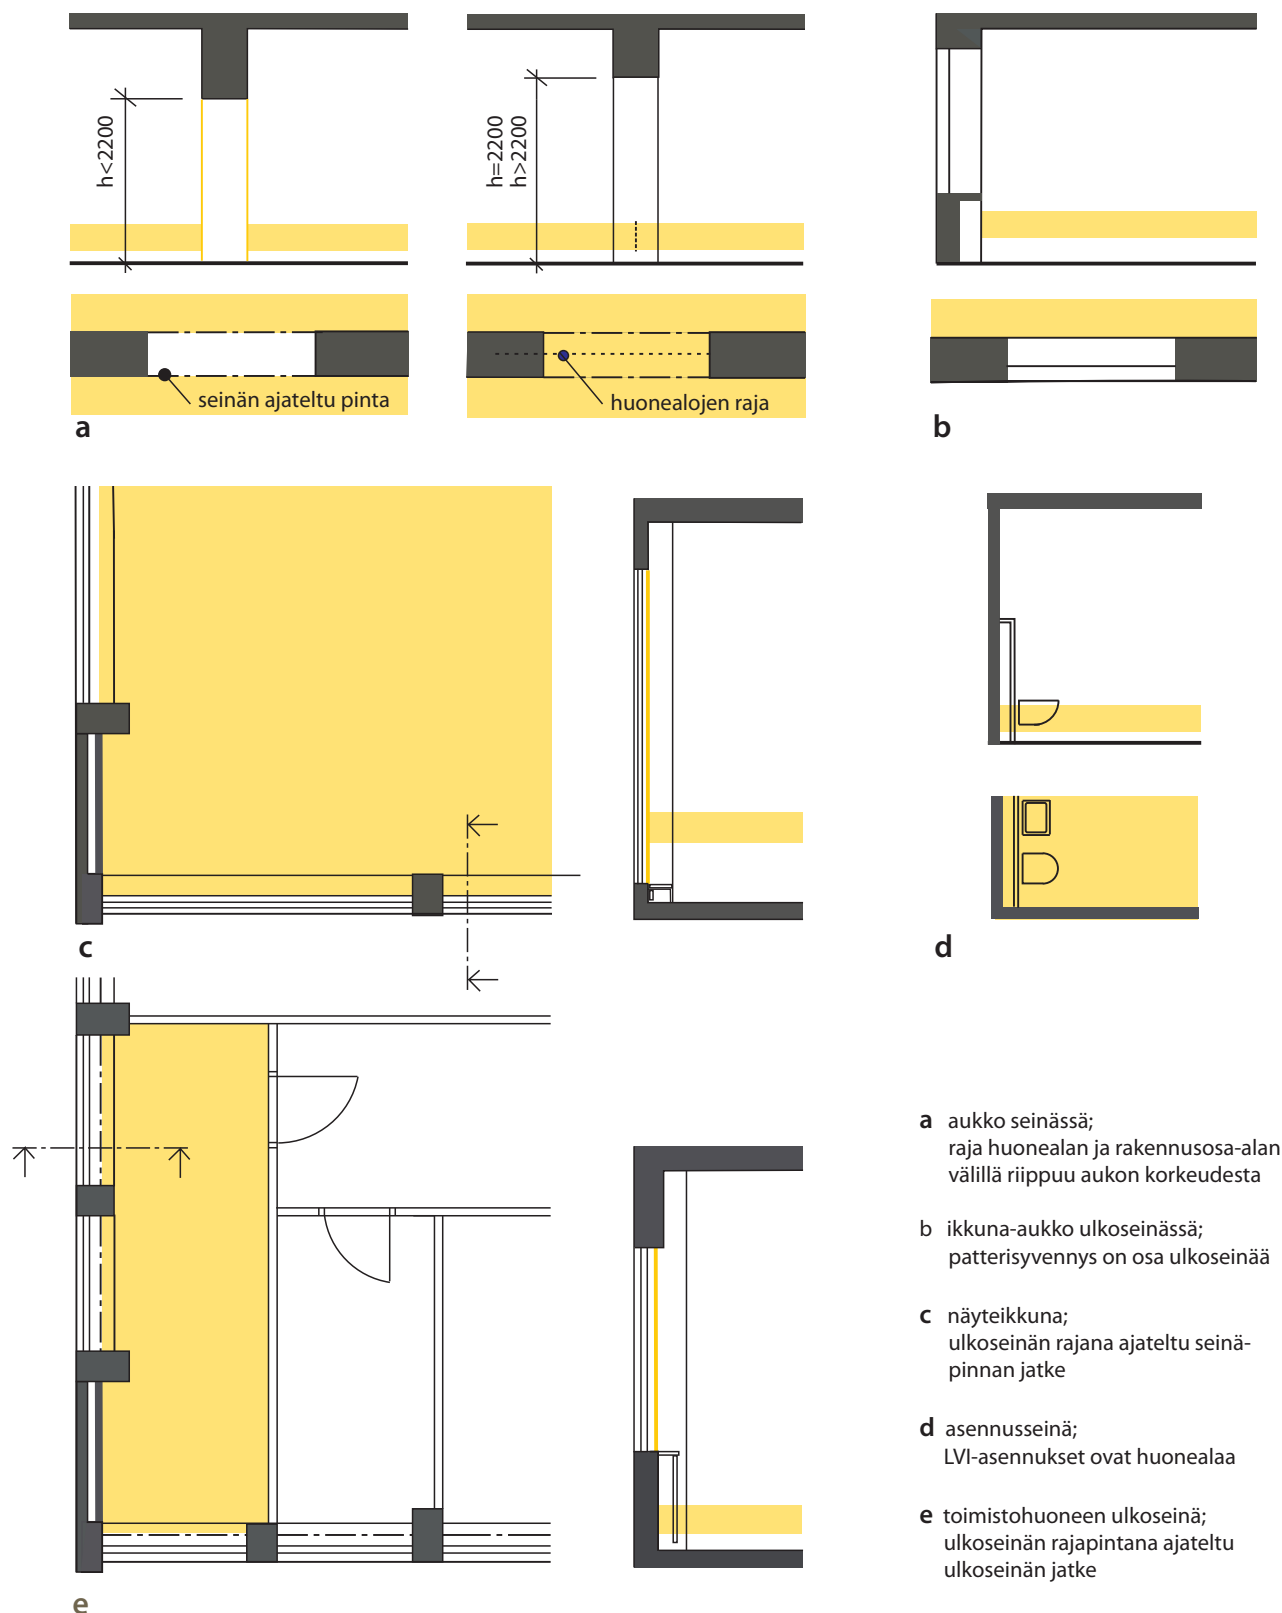 h<2200
h=2200
h>2200
seinän ajateltu pinta
huonealojen raja
a
b
c
d
a aukko seinässä;
raja huonealan ja rakennusosa-alan
välillä riippuu aukon korkeudesta
b ikkuna-aukko ulkoseinässä;
patterisyvennys on osa ulkoseinää
c näyteikkuna;
ulkoseinän rajana ajateltu seinä-
pinnan jatke
d asennusseinä;
LVI-asennukset ovat huonealaa
e toimistohuoneen ulkoseinä;
ulkoseinän rajapintana ajateltu
ulkoseinän jatke
e